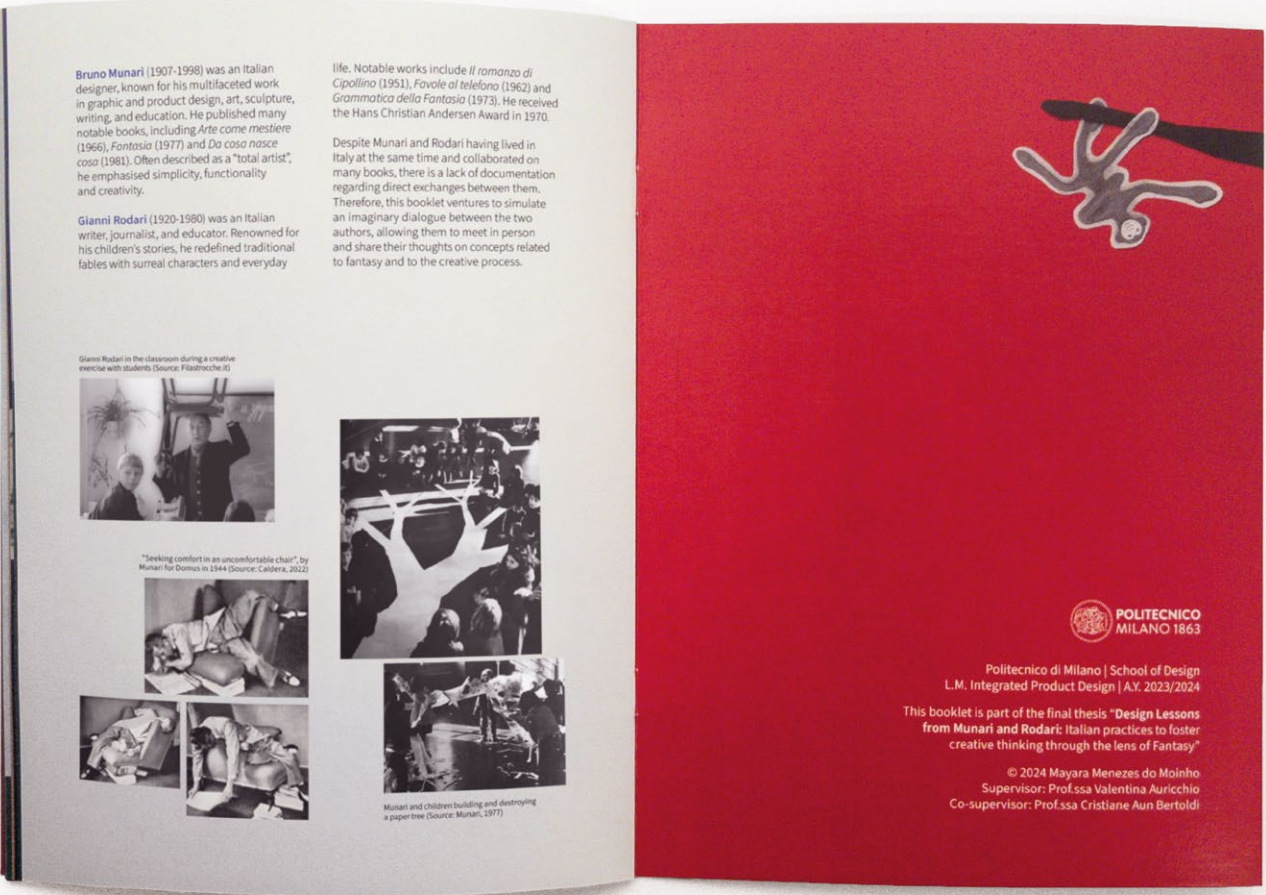 Bruno Munari (1907-1998) was an Italian
designer, known for his multifaceted work
in graphic and product design, art, sculpture,
writing, and education. He published many
notable books, including Arte come mestiere
(1966), Fantasia (1977) and Da cosa nasce
cosa (1981). Often described as a "total artist",
he emphasised simplicity, functionality
and creativity.
Gianni Rodari (1920-1980) was an Italian
writer, journalist, and educator. Renowned for
his children's stories, he redefined traditional
fables with surreal characters and everyday
life. Notable works include Il romanzo di
Cipollino (1951), Favole al telefono (1962) and
Grammatica della Fantasia (1973). He received
the Hans Christian Andersen Award in 1970.
Despite Munari and Rodari having lived in
Italy at the same time and collaborated on
many books, there is a lack of documentation
regarding direct exchanges between them.
Therefore, this booklet ventures to simulate
an imaginary dialogue between the two
authors, allowing them to meet in person
and share their thoughts on concepts related
to fantasy and to the creative process.
Gianni Rodari in the classroom during a creative
exercise with students (Source: Filastrocche.it)
"Seeking comfort in an uncomfortable chair", by
Munari for Domus in 1944 (Source: Caldera, 2022)
Munari and children building and destroying
a paper tree (Source: Munari, 1977)
POLITECNICO
MILANO 1863
Politecnico di Milano | School of Design
L.M. Integrated Product Design | A.Y. 2023/2024
This booklet is part of the final thesis "Design Lessons
from Munari and Rodari: Italian practices to foster
creative thinking through the lens of Fantasy"
© 2024 Mayara Menezes do Moinho
Supervisor: Prof.ssa Valentina Auricchio
Co-supervisor: Prof.ssa Cristiane Aun Bertoldi